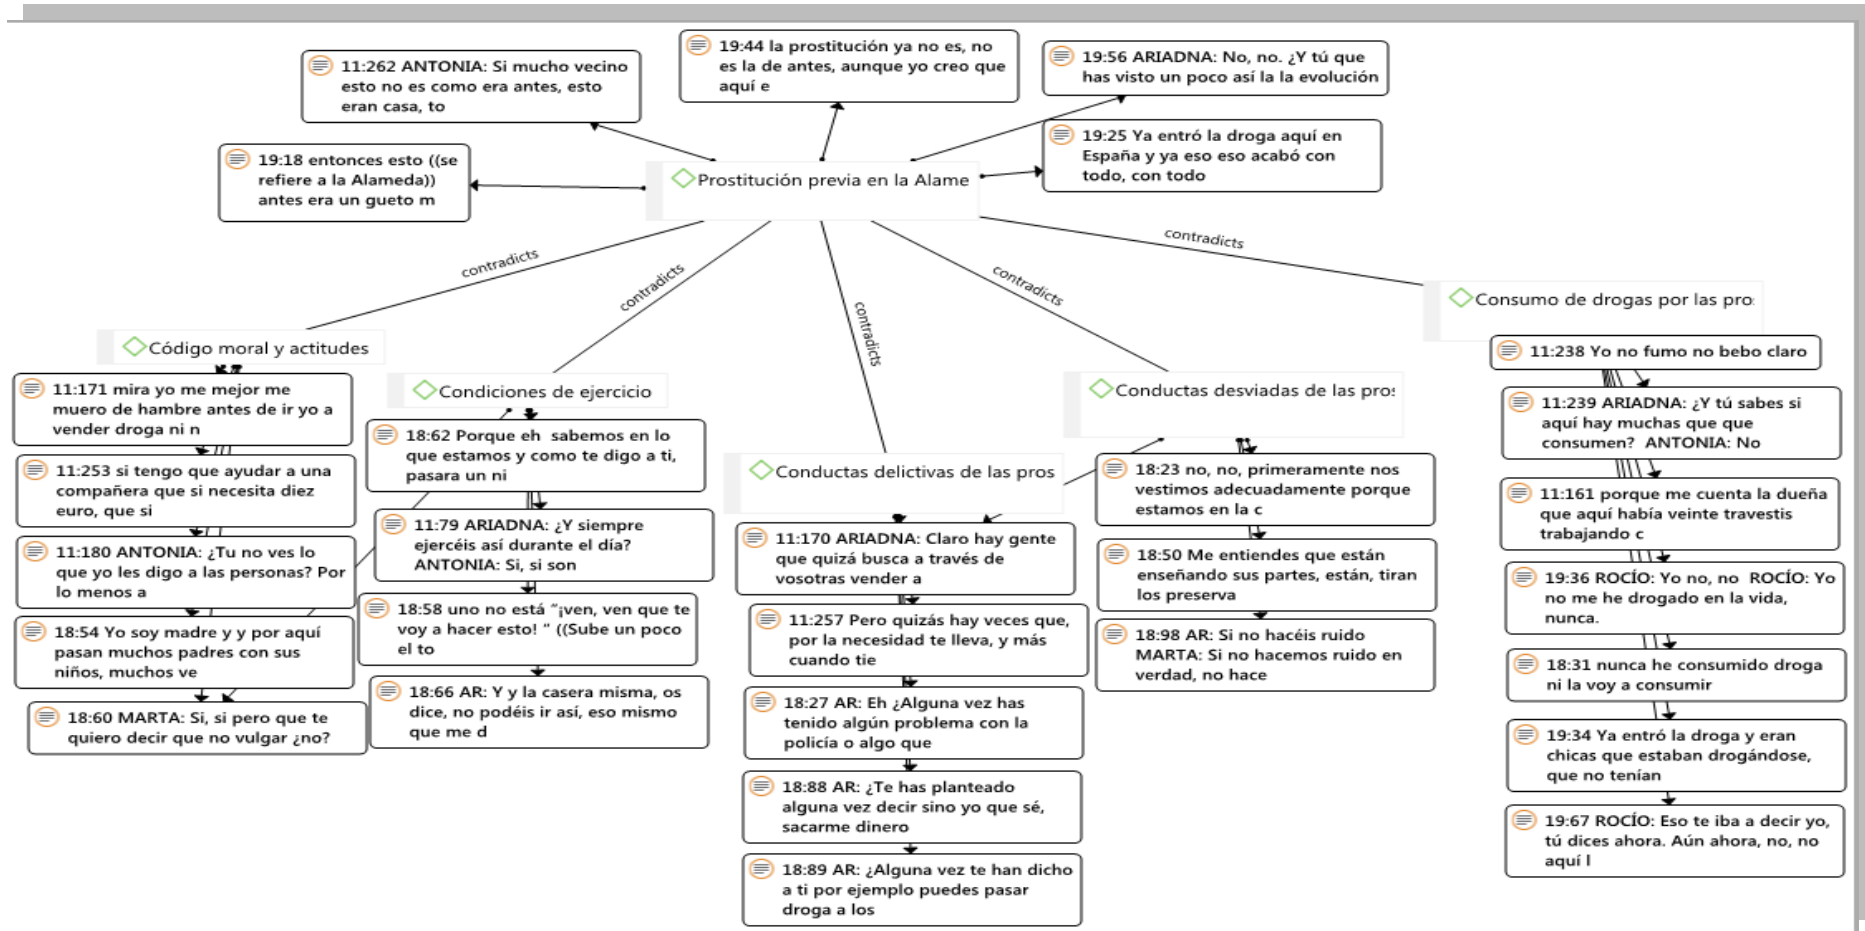 11:262 ANTONIA: Si mucho vecino
esto no es como era antes, esto
eran casa, to
19:44 la prostitución ya no es, no
es la de antes, aunque yo creo que
aquí e
19:56 ARIADNA: No, no. ¿Y tú que
has visto un poco así la la evolución
19:25 Ya entró la droga aquí en
España y ya eso eso acabó con
todo, con todo
19:18 entonces esto ((se
refiere a la Alameda))
antes era un gueto m
Prostitución previa en la Alame
contradicts
contradicts
contradicts
contradicts
contradicts
Código moral y actitudes
11:171 mira yo me mejor me
muero de hambre antes de ir yo a
vender droga ni n
11:253 si tengo que ayudar a una
compañera que si necesita diez
euro, que si
11:180 ANTONIA: ¿Tu no ves lo
que yo les digo a las personas? Por
lo menos a
18:54 Yo soy madre y y por aquí
pasan muchos padres con sus
niños, muchos ve
18:60 MARTA: Si, si pero que te
quiero decir que no vulgar ¿no?
Condiciones de ejercicio
18:62 Porque eh sabemos en lo
que estamos y como te digo a ti,
pasara un ni
11:79 ARIADNA: ¿Y siempre
ejercéis así durante el día?
ANTONIA: Si, si son
18:58 uno no está "¡ven, ven que te
voy a hacer esto! " ((Sube un poco
el to
18:66 AR: Y y la casera misma, os
dice, no podéis ir así, eso mismo
que me d
Conductas delictivas de las pros
11:170 ARIADNA: Claro hay gente
que quizá busca a través de
vosotras vender a
11:257 Pero quizás hay veces que,
por la necesidad te lleva, y más
cuando tie
18:27 AR: Eh ¿Alguna vez has
tenido algún problema con la
policía o algo que
18:88 AR: ¿Te has planteado
alguna vez decir sino yo que sé,
sacarme dinero
18:89 AR: ¿Alguna vez te han dicho
a ti por ejemplo puedes pasar
droga a los
Conductas desviadas de las pros
18:23 no, no, primeramente nos
vestimos adecuadamente porque
estamos en la c
18:50 Me entiendes que están
enseñando sus partes, están, tiran
los preserva
18:98 AR: Si no hacéis ruido
MARTA: Si no hacemos ruido en
verdad, no hace
Consumo de drogas por las pro
11:238 Yo no fumo no bebo claro
11:239 ARIADNA: ¿Y tú sabes si
aquí hay muchas que que
consumen? ANTONIA: No
11:161 porque me cuenta la dueña
que aquí había veinte travestis
trabajando c
19:36 ROCÍO: Yo no, no ROCÍO: Yo
no me he drogado en la vida,
nunca.
18:31 nunca he consumido droga
ni la voy a consumir
19:34 Ya entró la droga y eran
chicas que estaban drogándose,
que no tenían
19:67 ROCÍO: Eso te iba a decir yo,
tú dices ahora. Aún ahora, no, no
aquí l